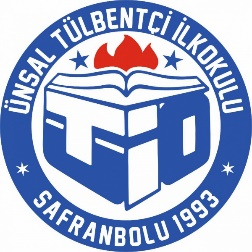 ÜNSAL TÜLBENTÇİ İLKOKULU
TİO
SAFRANBOLU 1993